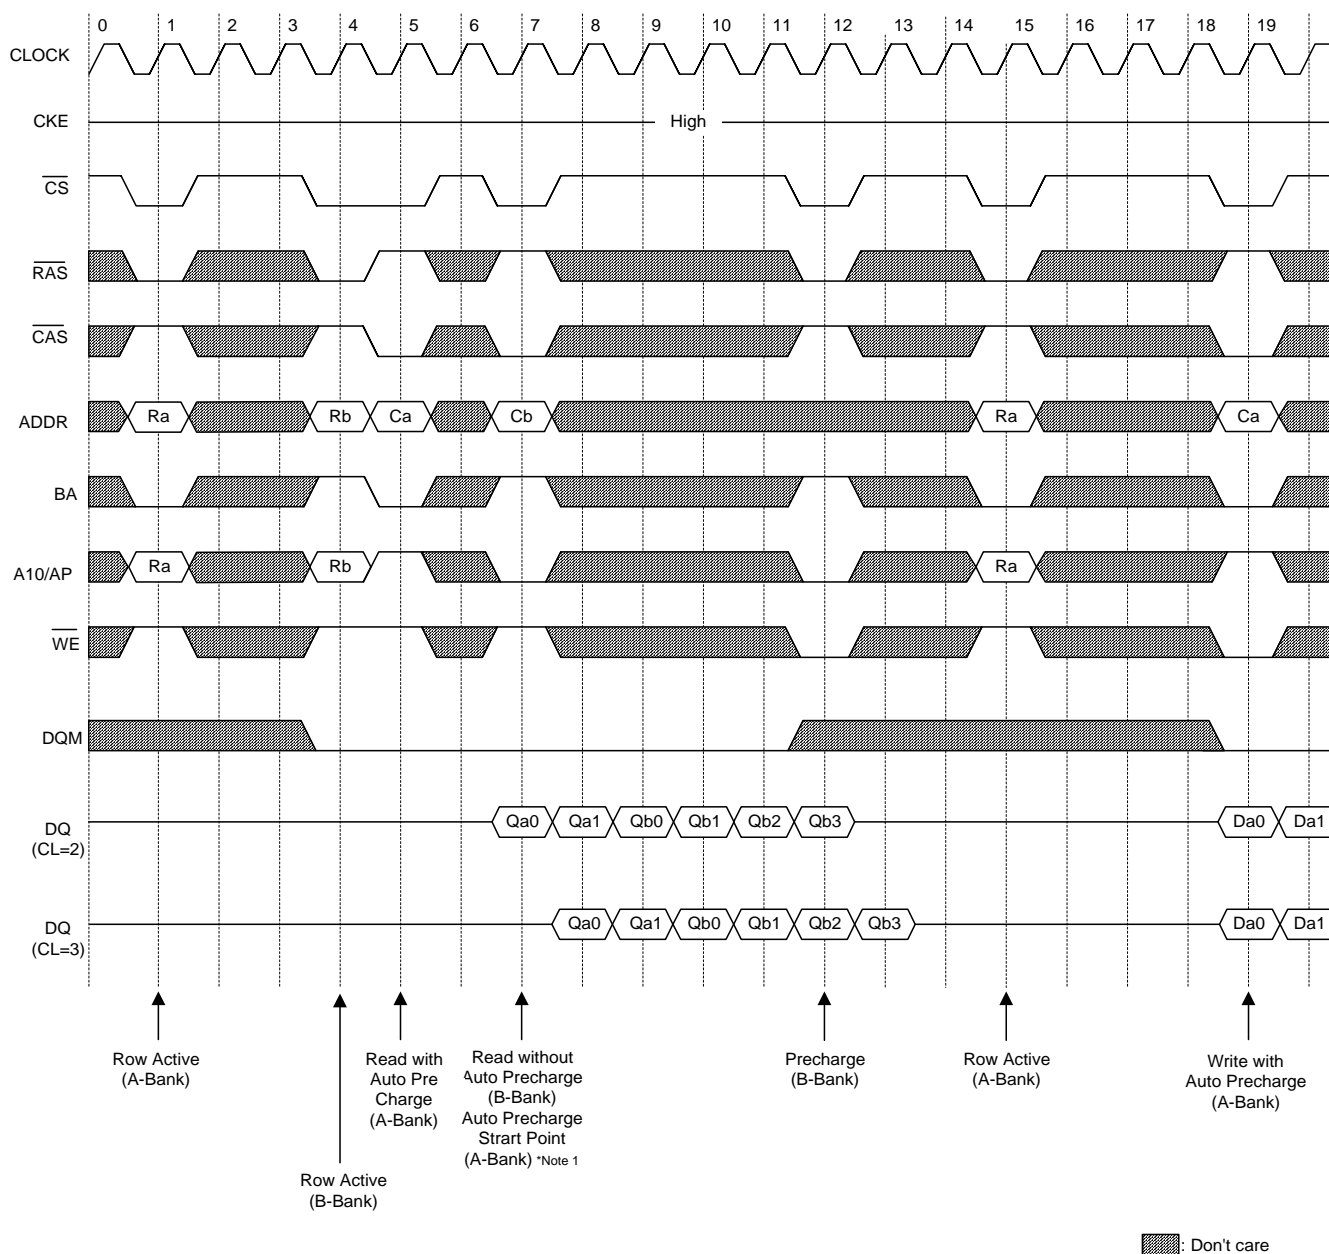 0 1 2 3 4 5 6 7 8 9 10 11 12 13 14 15 16 17 18 19
CLOCK
CKE High
CS
RAS
CAS
ADDR Ra Rb Ca Cb Ra Ca
BA
A10/AP Ra Rb Ra
WE
DQM
DQ Qa0 Qa1 Qb0 Qb1 Qb2 Qb3 Da0 Da1
(CL=2)
DQ Qa0 Qa1 Qb0 Qb1 Qb2 Qb3 Da0 Da1
(CL=3)
Row Active
(A-Bank)
Row Active
(B-Bank)
Read with
Auto Pre
Charge
(A-Bank)
Read without
Auto Precharge
(B-Bank)
Auto Precharge
Strart Point
(A-Bank) *Note 1
Precharge
(B-Bank)
Row Active
(A-Bank)
Write with
Auto Precharge
(A-Bank)
: Don't care